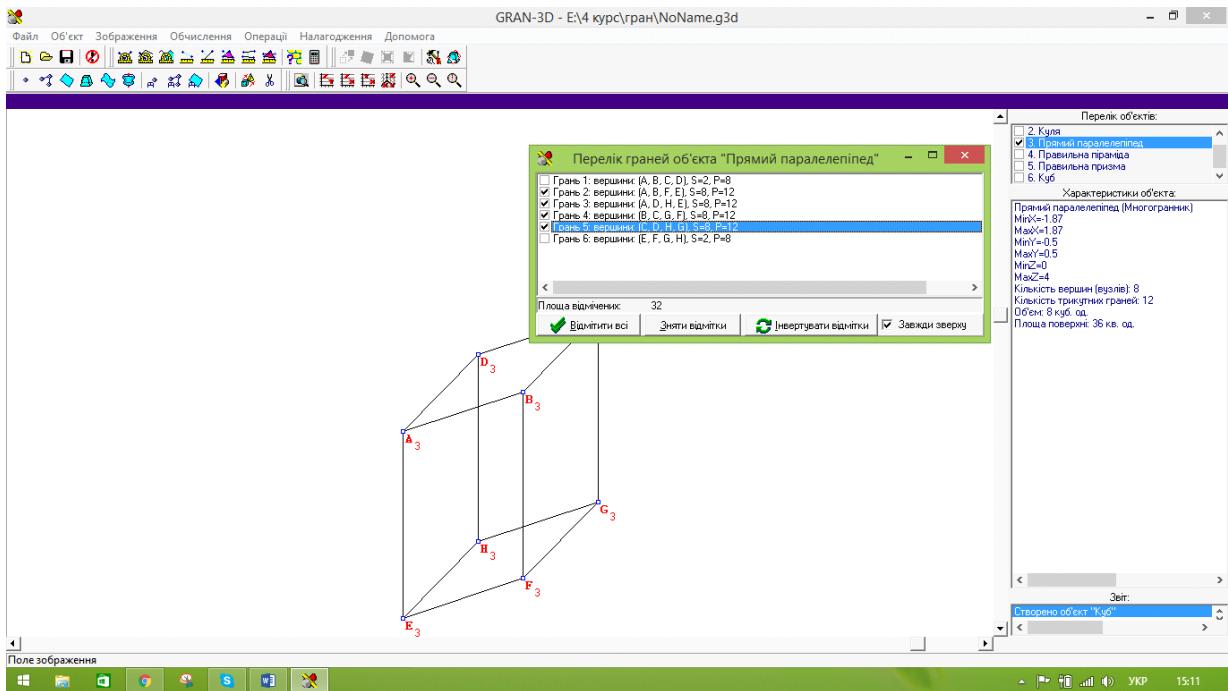 GRAN-3D - E:\4 курс\гран\NoName.g3d
Файл Об'єкт Зображення Обчислення Операції Налагодження Допомога
Перелік об'єктів:
2. Куля
3. Прямий паралелепіпед
4. Правильна піраміда
5. Правильна призма
6. Куб
Характеристики об'єкта:
Прямий паралелепіпед (Многогранник)
MinX=-1.87
MaxX=1.87
MinY=-0.5
MaxY=0.5
MinZ=0
MaxZ=4
Кількість вершин (вузлів): 8
Кількість трикутних граней: 12
Об'єм: 8 куб. од.
Площа поверхні: 36 кв. од.
Перелік граней об'єкта "Прямий паралелепіпед"
Грань 1: вершини: (A, B, C, D), S=2, P=8
Грань 2: вершини: (A, B, F, E), S=8, P=12
Грань 3: вершини: (A, D, H, E), S=8, P=12
Грань 4: вершини: (B, C, G, F), S=8, P=12
Грань 5: вершини: (C, D, H, G), S=8, P=12
Грань 6: вершини: (E, F, G, H), S=2, P=8
Площа відмічених: 32
Відмітити всі Зняти відмітки Інвертувати відмітки Завжди зверху
D3
B3
A3
G3
H3
F3
E3
Звіт:
Створено об'єкт "Куб"
Поле зображення
УКР 15:11